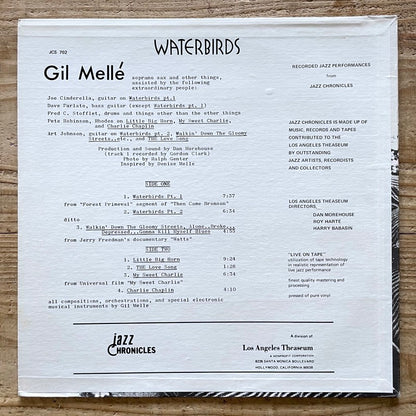 WATERBIRDS
JCS 702
Gil Mellé soprano sax and other things,
assisted by the following
extraordinary people:
Joe Cinderella, guitar on Waterbirds pt.1
Dave Parlato, bass guitar (except Waterbirds pt. 1)
Fred C. Stofflet, drums and things other than the other things
Pete Robinson, Rhodes on Little Big Horn, My Sweet Charlie,
and Charlie Chaplin
Art Johnson, guitar on Waterbirds pt. 2, Walkin' Down The Gloomy
Streets,,etc., and THE Love Song
Production and Sound by Dan Morehouse
(track 1 recorded by Gordon Clark)
Photo by Ralph Genter
Inspired by Denise Mellé
SIDE ONE
1. Waterbirds Pt. 1 7:37
from "Forest Primeval" segment of "Then Came Bronson"
2. Waterbirds Pt. 2 6:34
ditto
3. Walkin' Down The Gloomy Streets, Alone..Broke..
Depressed...Gonna Kill Myself Blues 4:55
from Jerry Freedman's documentary "Watts"
SIDE TWO
1. Little Big Horn 9:24
2. THE Love Song 1:28
3. My Sweet Charlie 6:34
from Universal film "My Sweet Charlie"
4. Charlie Chaplin 4:10
all compositions, orchestrations, and special electronic
musical instruments by Gil Mellé
RECORDED JAZZ PERFORMANCES
from
JAZZ CHRONICLES
JAZZ CHRONICLES IS MADE UP OF
MUSIC, RECORDS AND TAPES
CONTRIBUTED TO THE
LOS ANGELES THEASEUM
BY OUTSTANDING
JAZZ ARTISTS, RECORDISTS
AND COLLECTORS
LOS ANGELES THEASEUM
DIRECTORS
DAN MOREHOUSE
ROY HARTE
HARRY BABASIN
"LIVE ON TAPE"
utilization of tape technology
in realistic representation of
live jazz performance
finest quality mastering and
processing
pressed of pure vinyl
jazz
CHRONICLES
A division of
Los Angeles Theaseum
A NONPROFIT CORPORATION
8226 SANTA MONICA BOULEVARD
HOLLYWOOD, CALIFORNIA 90038